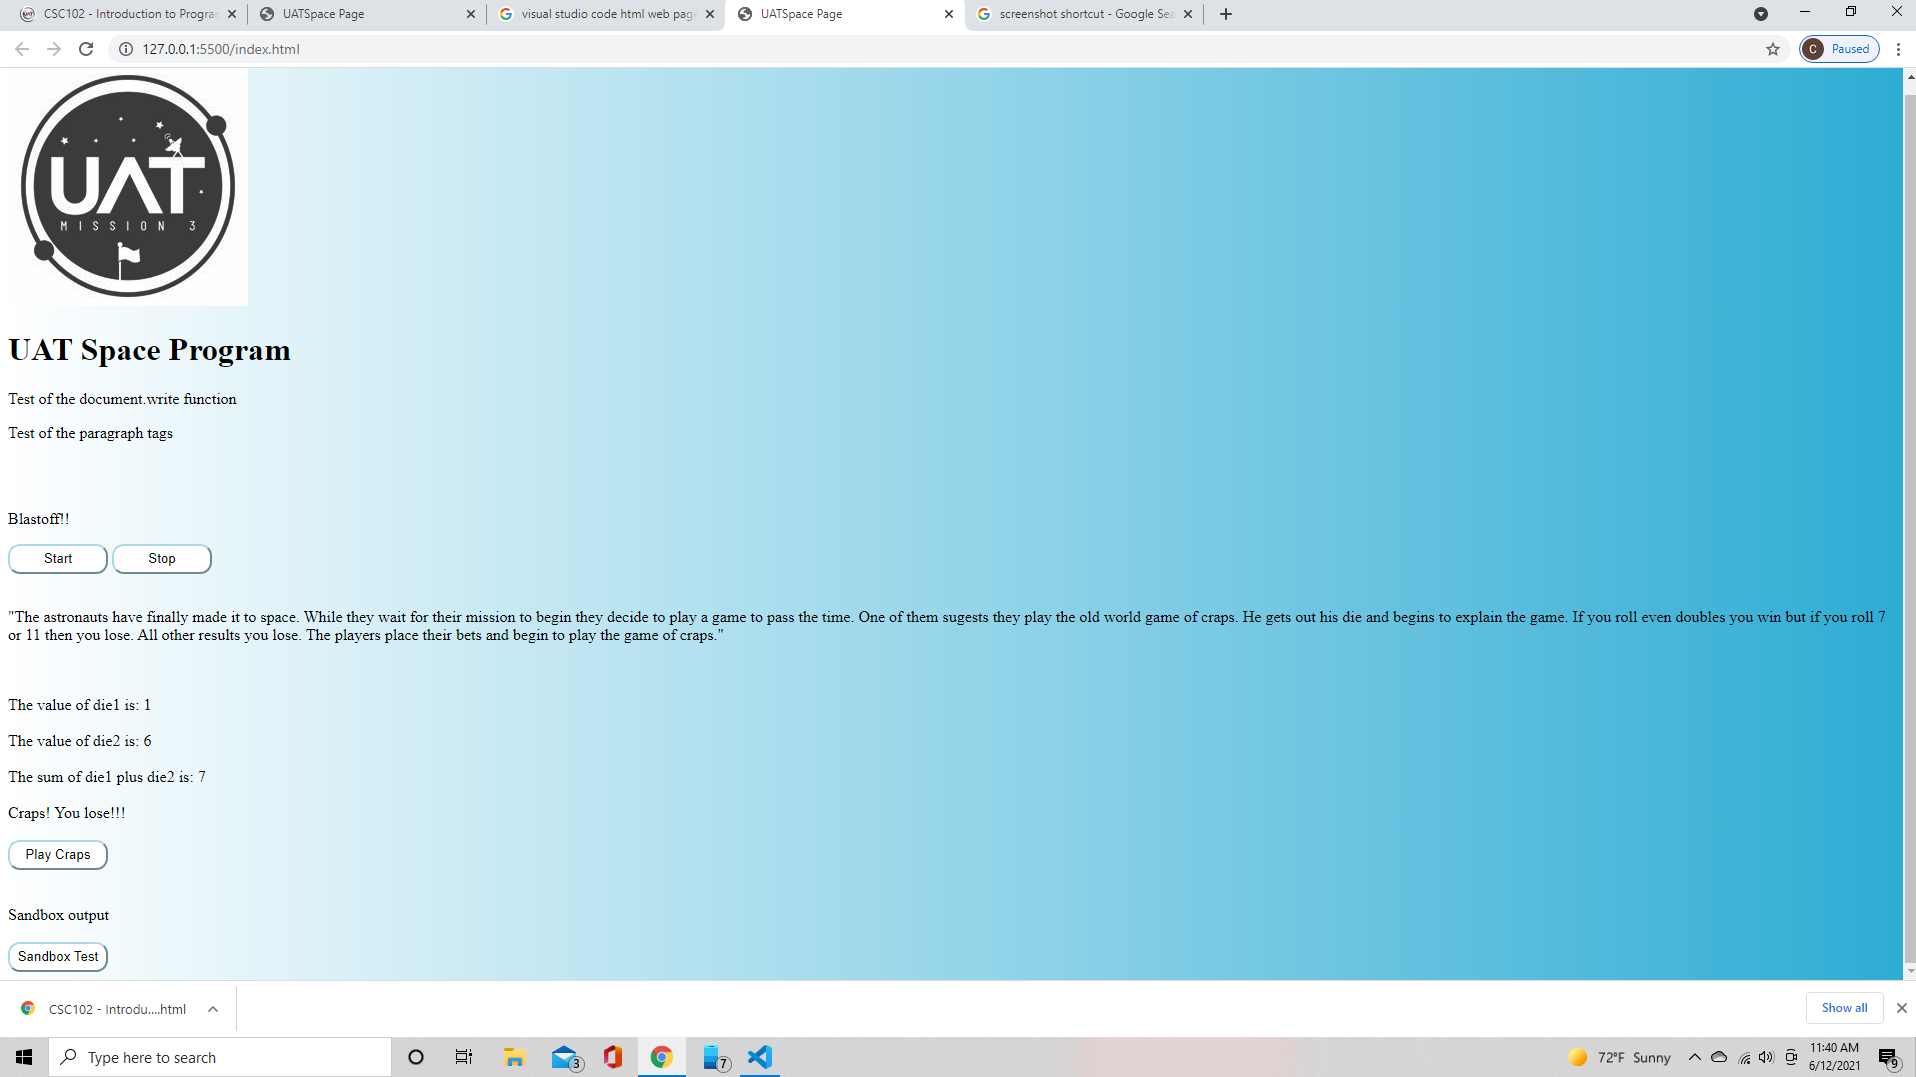 CSC102 - Introduction to Progra
UATSpace Page
visual studio code html web page
UATSpace Page
screenshot shortcut - Google Sea
127.0.0.1:5500/index.html
C
Paused
UAT
MISSION 3
UAT Space Program
Test of the document.write function
Test of the paragraph tags
Blastoff!!
Start
Stop
"The astronauts have finally made it to space. While they wait for their mission to begin they decide to play a game to pass the time. One of them sugests they play the old world game of craps. He gets out his die and begins to explain the game. If you roll even doubles you win but if you roll 7
or 11 then you lose. All other results you lose. The players place their bets and begin to play the game of craps."
The value of die1 is: 1
The value of die2 is: 6
The sum of die1 plus die2 is: 7
Craps! You lose!!!
Play Craps
Sandbox output
Sandbox Test
CSC102 - Introdu....html
Show all
Type here to search
3
7
72°F Sunny
11:40 AM
6/12/2021
9